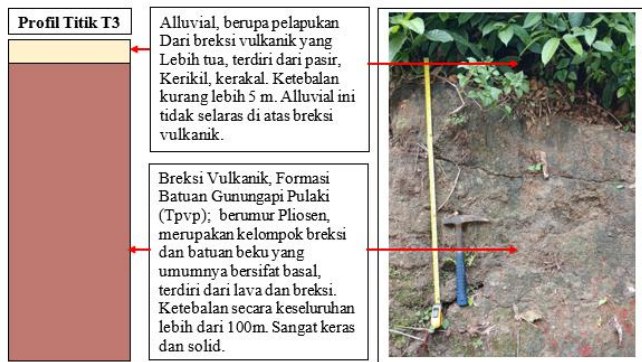 Profil Titik T3
Alluvial, berupa pelapukan
Dari breksi vulkanik yang
Lebih tua, terdiri dari pasir,
Kerikil, kerakal. Ketebalan
kurang lebih 5 m. Alluvial ini
tidak selaras di atas breksi
vulkanik.
Breksi Vulkanik, Formasi
Batuan Gunungapi Pulaki
(Tpvp); berumur Pliosen,
merupakan kelompok breksi
dan batuan beku yang
umumnya bersifat basal,
terdiri dari lava dan breksi.
Ketebalan secara keseluruhan
lebih dari 100m. Sangat keras
dan solid.